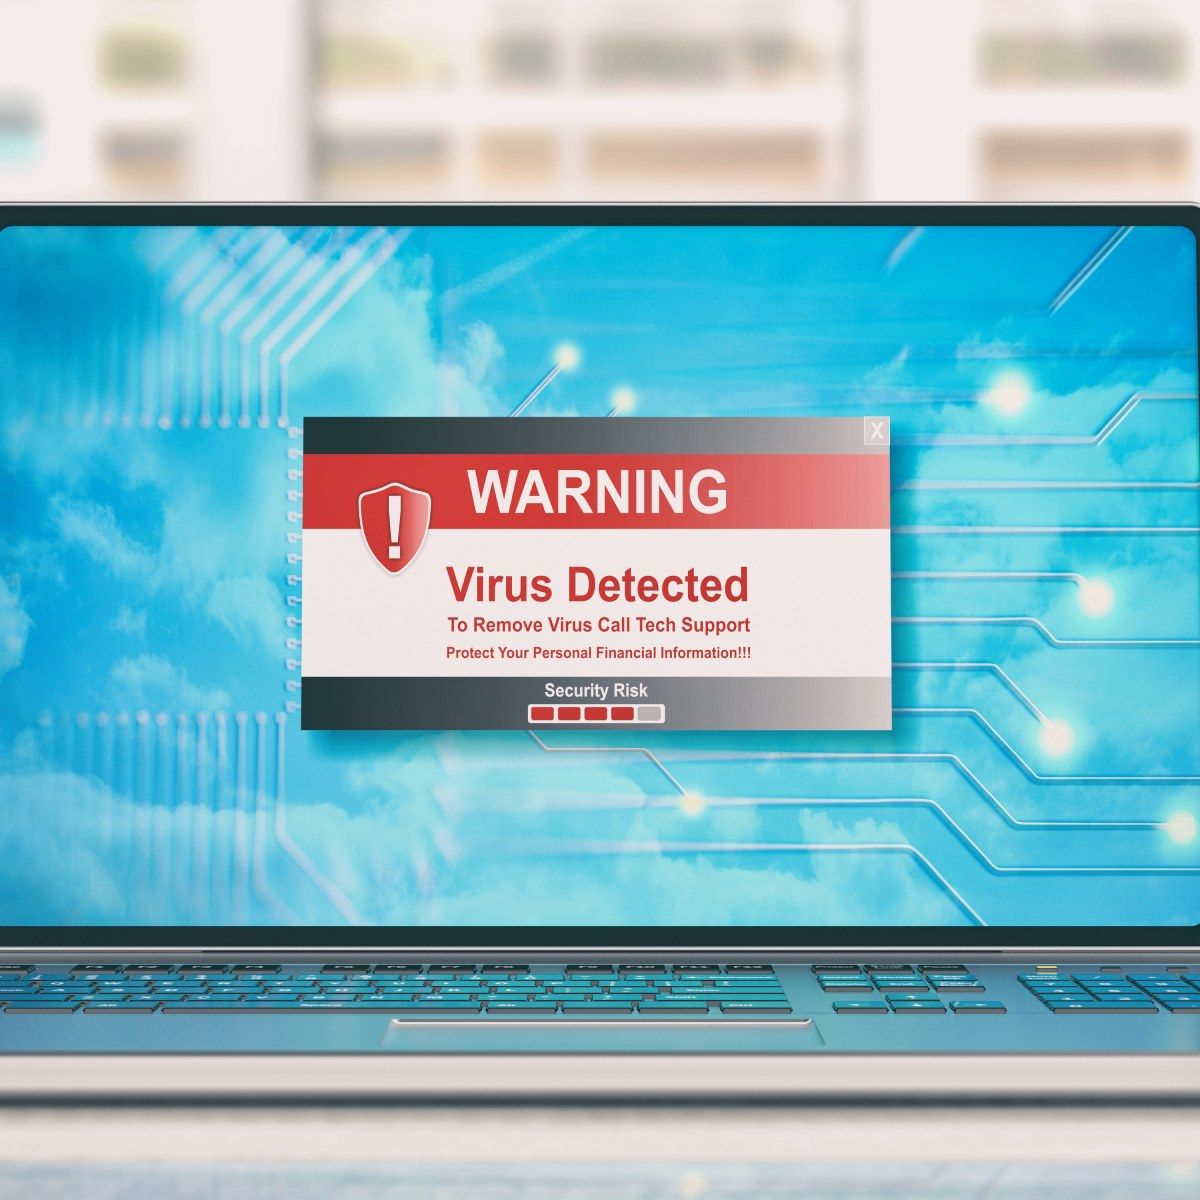 X
WARNING
!
Virus Detected
To Remove Virus Call Tech Support
Protect Your Personal Financial Information!!!
Security Risk